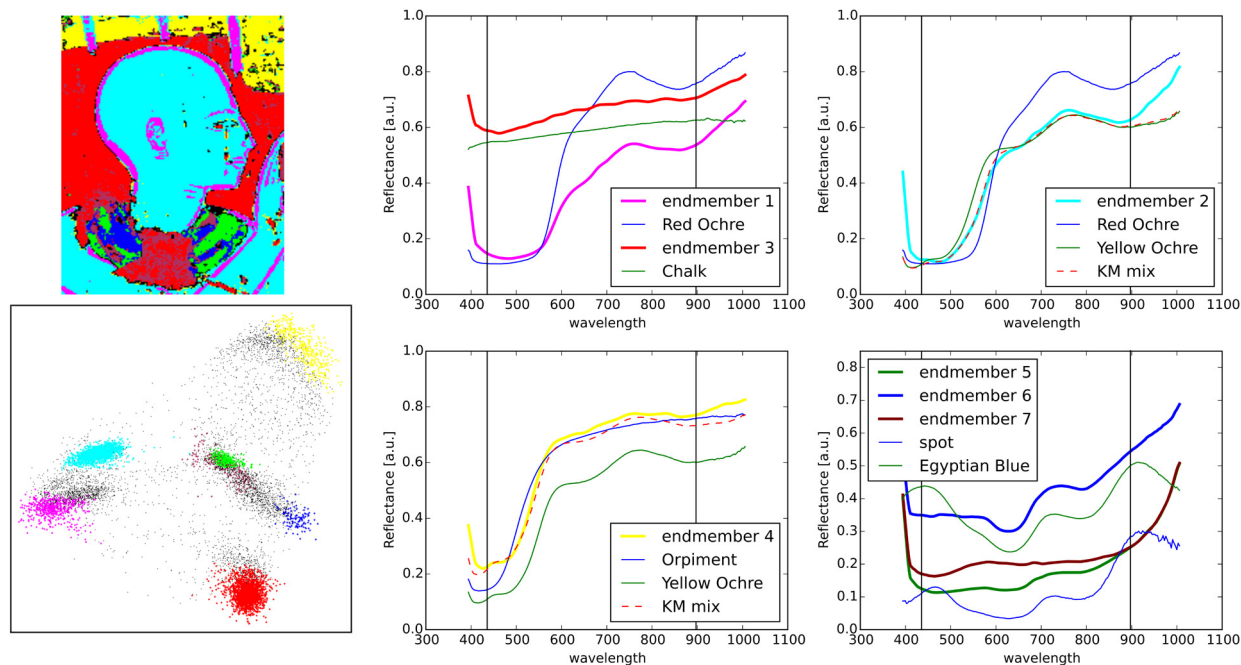 Reflectance [a.u.]
1.0
0.8
0.6
0.4
0.2
0.0
endmember 1
Red Ochre
endmember 3
Chalk
300 400 500 600 700 800 900 1000 1100
wavelength
Reflectance [a.u.]
1.0
0.8
0.6
0.4
0.2
0.0
endmember 2
Red Ochre
Yellow Ochre
KM mix
300 400 500 600 700 800 900 1000 1100
wavelength
Reflectance [a.u.]
1.0
0.8
0.6
0.4
0.2
0.0
endmember 4
Orpiment
Yellow Ochre
KM mix
300 400 500 600 700 800 900 1000 1100
wavelength
Reflectance [a.u.]
0.8
0.7
0.6
0.5
0.4
0.3
0.2
0.1
0.0
endmember 5
endmember 6
endmember 7
spot
Egyptian Blue
300 400 500 600 700 800 900 1000 1100
wavelength